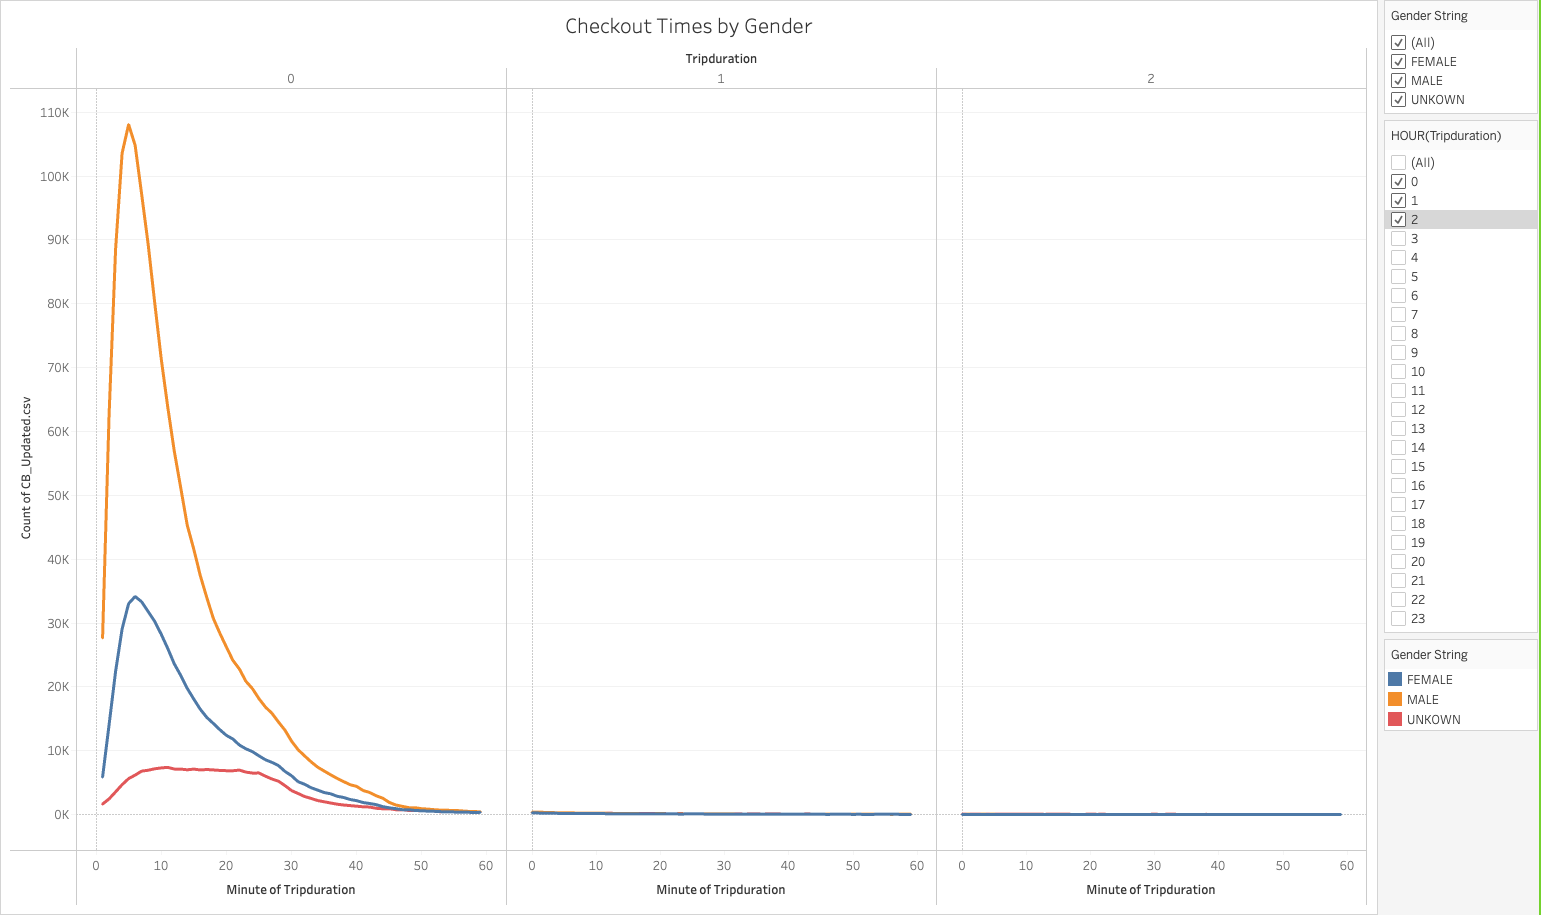 Checkout Times by Gender
Tripduration
0 1 2
110K
100K
90K
80K
70K
60K
50K
40K
30K
20K
10K
0K
Count of CB_Updated.csv
0 10 20 30 40 50 60 0 10 20 30 40 50 60 0 10 20 30 40 50 60
Minute of Tripduration Minute of Tripduration Minute of Tripduration
Gender String
(All)
FEMALE
MALE
UNKOWN
HOUR(Tripduration)
(All)
0
1
2
3
4
5
6
7
8
9
10
11
12
13
14
15
16
17
18
19
20
21
22
23
Gender String
FEMALE
MALE
UNKOWN